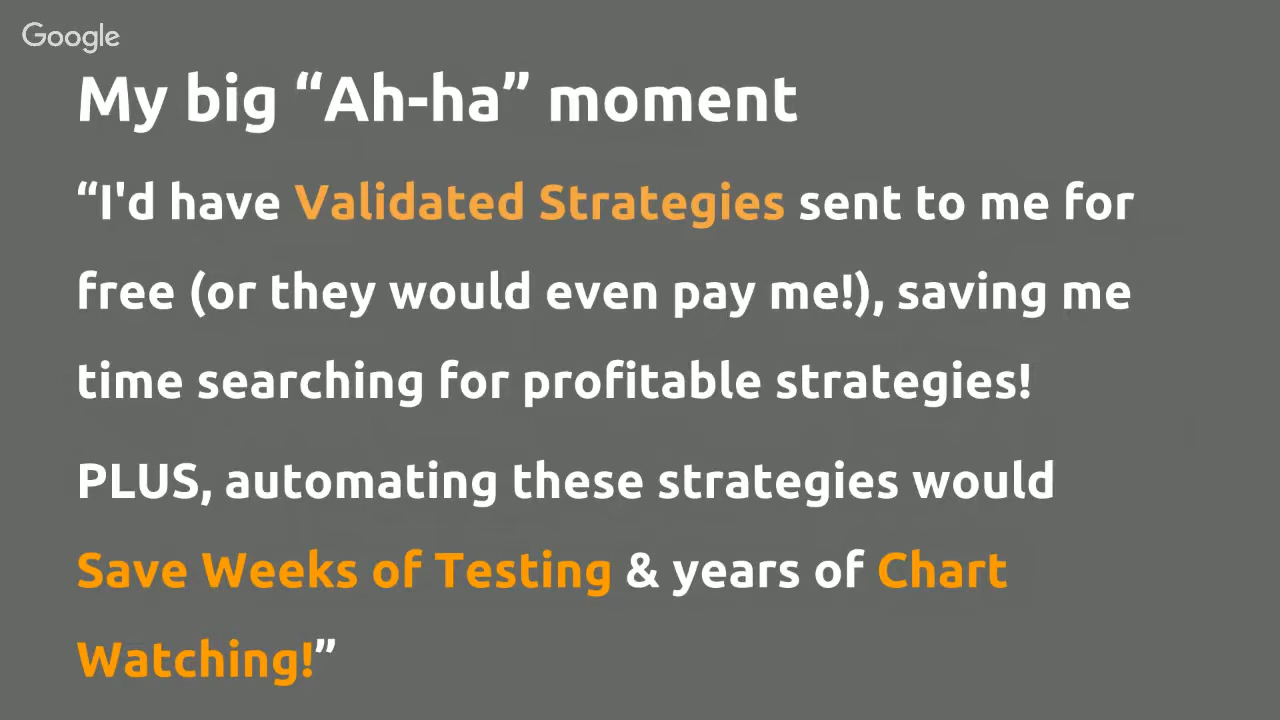 Google
My big “Ah-ha” moment
“I'd have Validated Strategies sent to me for
free (or they would even pay me!), saving me
time searching for profitable strategies!
PLUS, automating these strategies would
Save Weeks of Testing & years of Chart
Watching!”